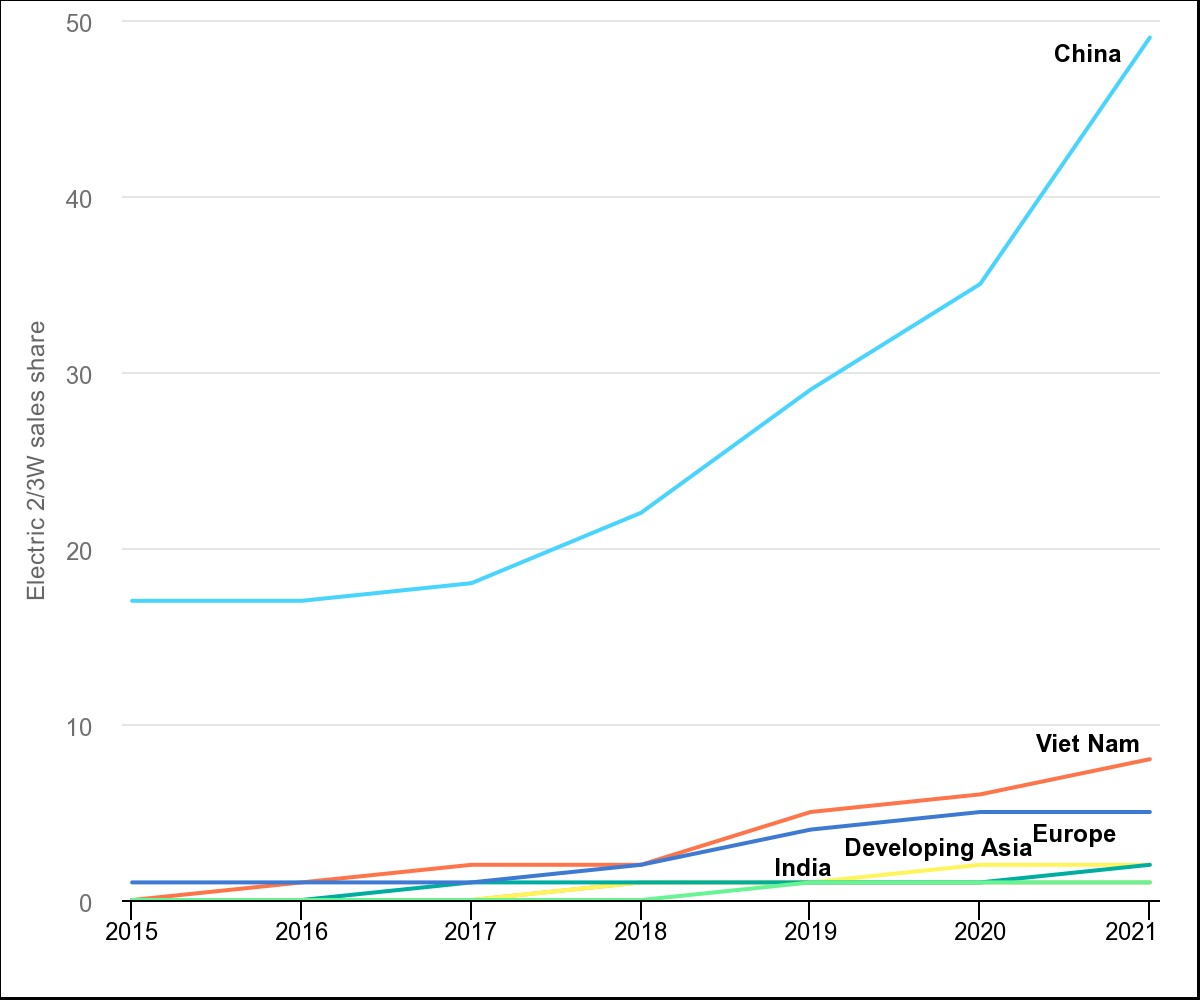 50
China
40
30
Electric 2/3W sales share
20
10
Viet Nam
Europe
Developing Asia
India
0
2015 2016 2017 2018 2019 2020 2021